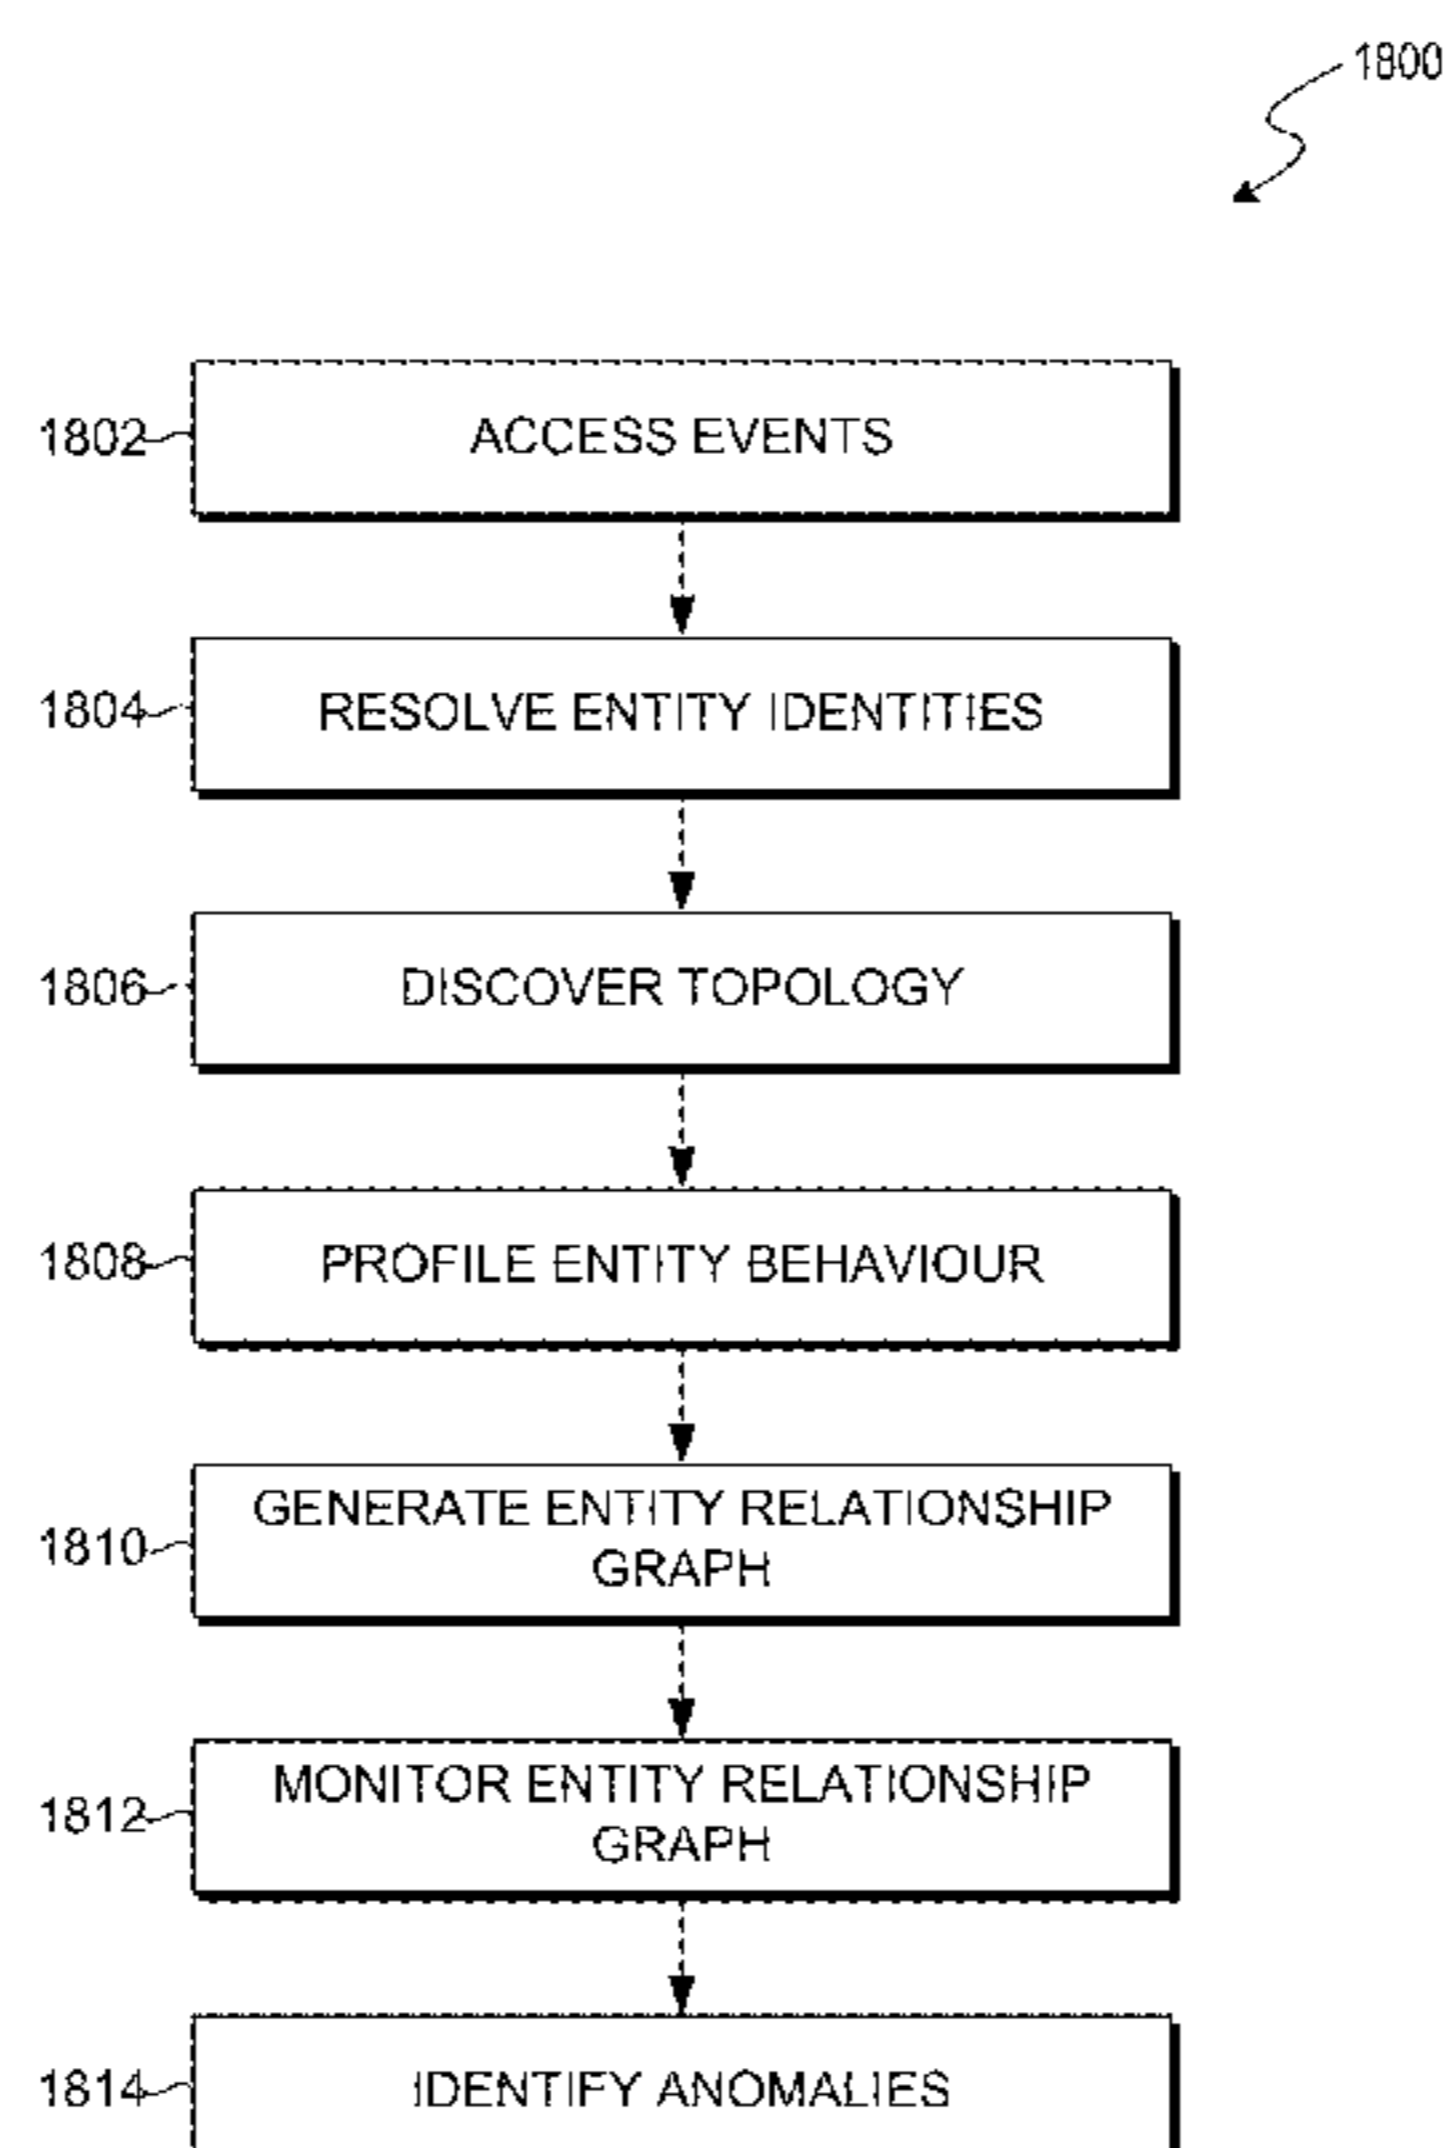 1800
1802 ACCESS EVENTS
1804 RESOLVE ENTITY IDENTITIES
1806 DISCOVER TOPOLOGY
1808 PROFILE ENTITY BEHAVIOUR
GENERATE ENTITY RELATIONSHIP
1810
GRAPH
MONITOR ENTITY RELATIONSHIP
1812
GRAPH
1814 IDENTIFY ANOMALIES